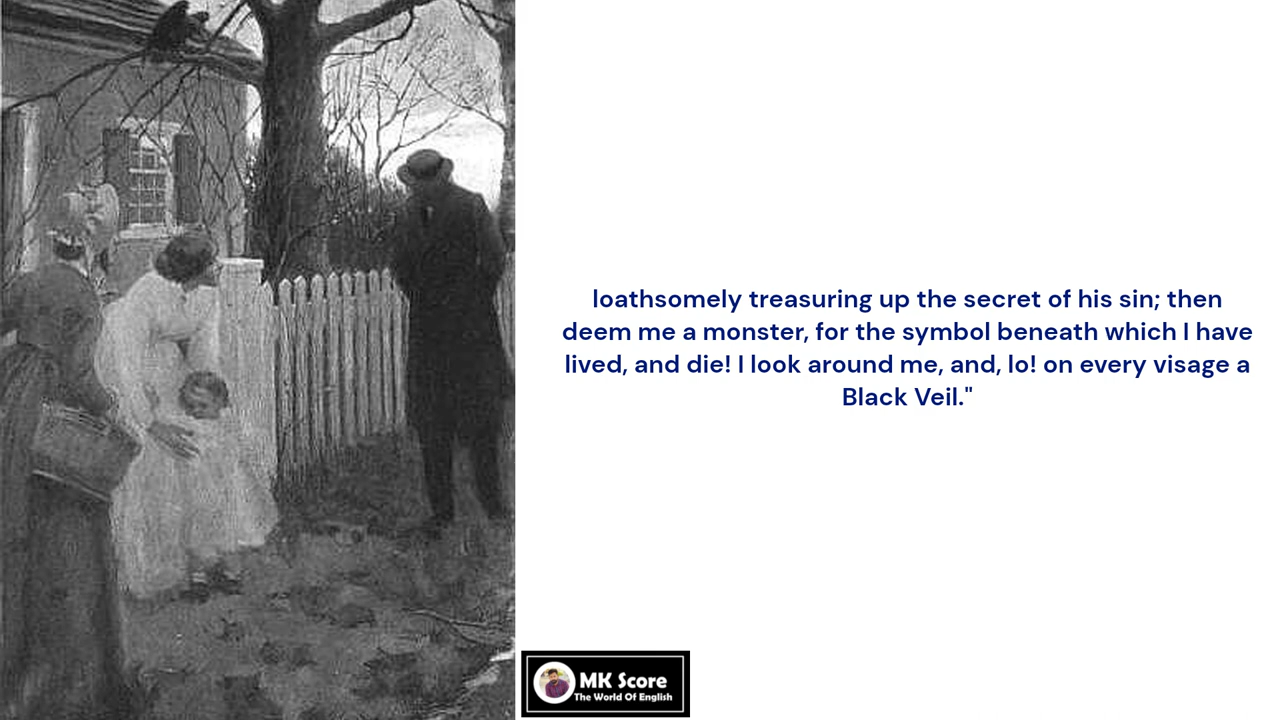 loathsomely treasuring up the secret of his sin; then
deem me a monster, for the symbol beneath which I have
lived, and die! I look around me, and, lo! on every visage a
Black Veil."
MK Score
The World Of English